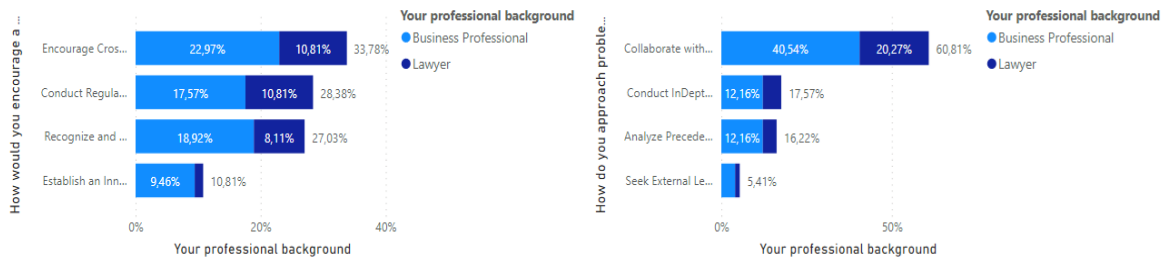 Your professional background
Business Professional
Lawyer
How would you encourage a ...
Encourage Cros...
22,97%
10,81%
33,78%
Conduct Regula...
17,57%
10,81%
28,38%
Recognize and ...
18,92%
8,11%
27,03%
Establish an Inn...
9,46%
10,81%
0%
20%
40%
Your professional background
Your professional background
Business Professional
Lawyer
How do you approach proble...
Collaborate with...
40,54%
20,27%
60,81%
Conduct InDept...
12,16%
17,57%
Analyze Precede...
12,16%
16,22%
Seek External Le...
5,41%
0%
50%
Your professional background